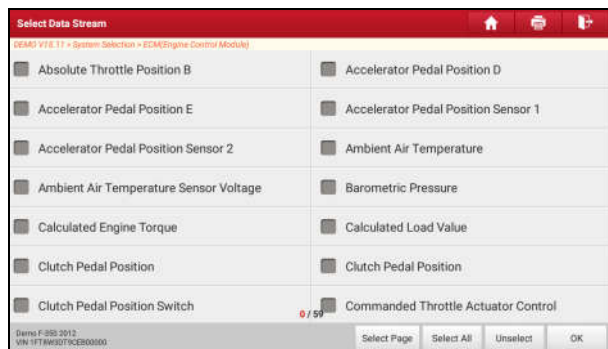 Select Data Stream
DEMO V15.11 > System Selection > ECM(Engine Control Module)
Absolute Throttle Position B
Accelerator Pedal Position D
Accelerator Pedal Position E
Accelerator Pedal Position Sensor 1
Accelerator Pedal Position Sensor 2
Ambient Air Temperature
Ambient Air Temperature Sensor Voltage
Barometric Pressure
Calculated Engine Torque
Calculated Load Value
Clutch Pedal Position
Clutch Pedal Position
Clutch Pedal Position Switch
Commanded Throttle Actuator Control
0 / 59
Demo F-350 2012
VIN 1FT8W3DT9CEB00000
Select Page
Select All
Unselect
OK